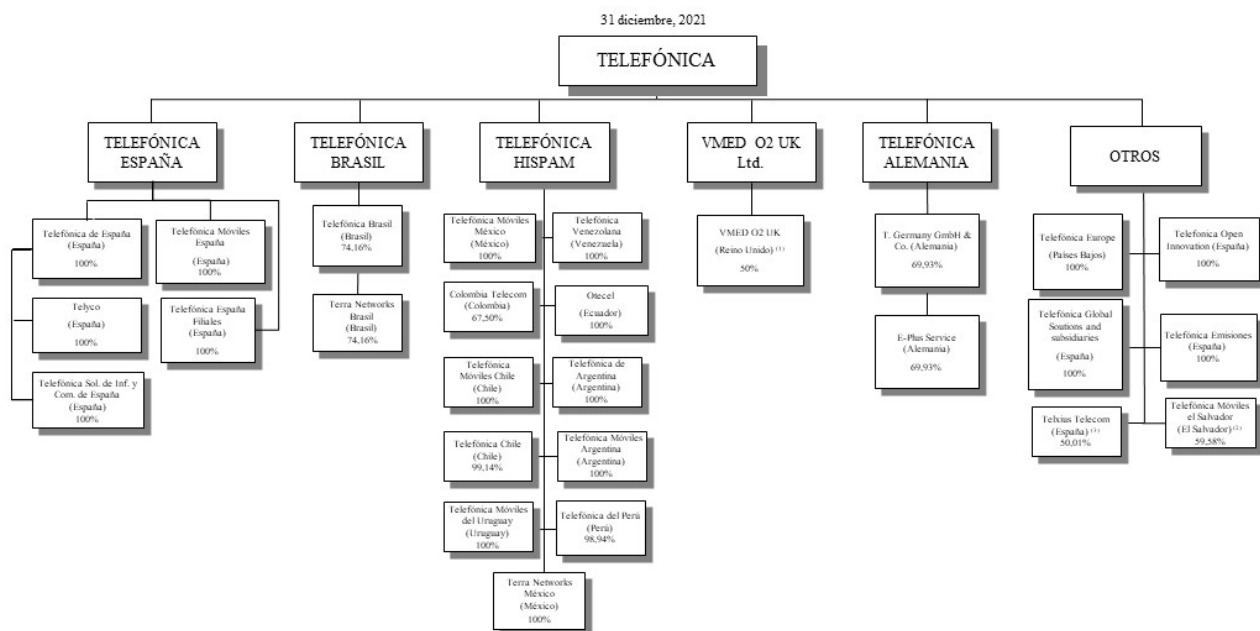 31 diciembre, 2021
TELEFÓNICA
TELEFÓNICA
ESPAÑA
TELEFÓNICA
BRASIL
TELEFÓNICA
HISPAM
VMED O2 UK
Ltd.
TELEFÓNICA
ALEMANIA
OTROS
Telefónica de España
(España)
100%
Telefónica Móviles
España
(España)
100%
Telyco
(España)
100%
Telefónica España
Filiales
(España)
100%
Telefónica Sol. de Inf. y
Com. de España
(España)
100%
Telefónica Brasil
(Brasil)
74,16%
Terra Networks
Brasil
(Brasil)
74,16%
Telefónica Móviles
México
(México)
100%
Telefónica
Venezolana
(Venezuela)
100%
Colombia Telecom
(Colombia)
67,50%
Otecel
(Ecuador)
100%
Telefónica
Móviles Chile
(Chile)
100%
Telefónica de
Argentina
(Argentina)
100%
Telefónica Chile
(Chile)
99,14%
Telefónica Móviles
Argentina
(Argentina)
100%
Telefónica Móviles
del Uruguay
(Uruguay)
100%
Telefónica del Perú
(Perú)
98,94%
Terra Networks
México
(México)
100%
VMED O2 UK
(Reino Unido) (1)
50%
T. Germany GmbH &
Co. (Alemania)
69,93%
E-Plus Service
(Alemania)
69,93%
Telefónica Europe
(Países Bajos)
100%
Telefónica Open
Innovation (España)
100%
Telefónica Global
Soutions and
subsidiaries
(España)
100%
Telefónica Emisiones
(España)
100%
Telxius Telecom
(España) (3)
50,01%
Telefónica Móviles
el Salvador
(El Salvador) (2)
59,58%